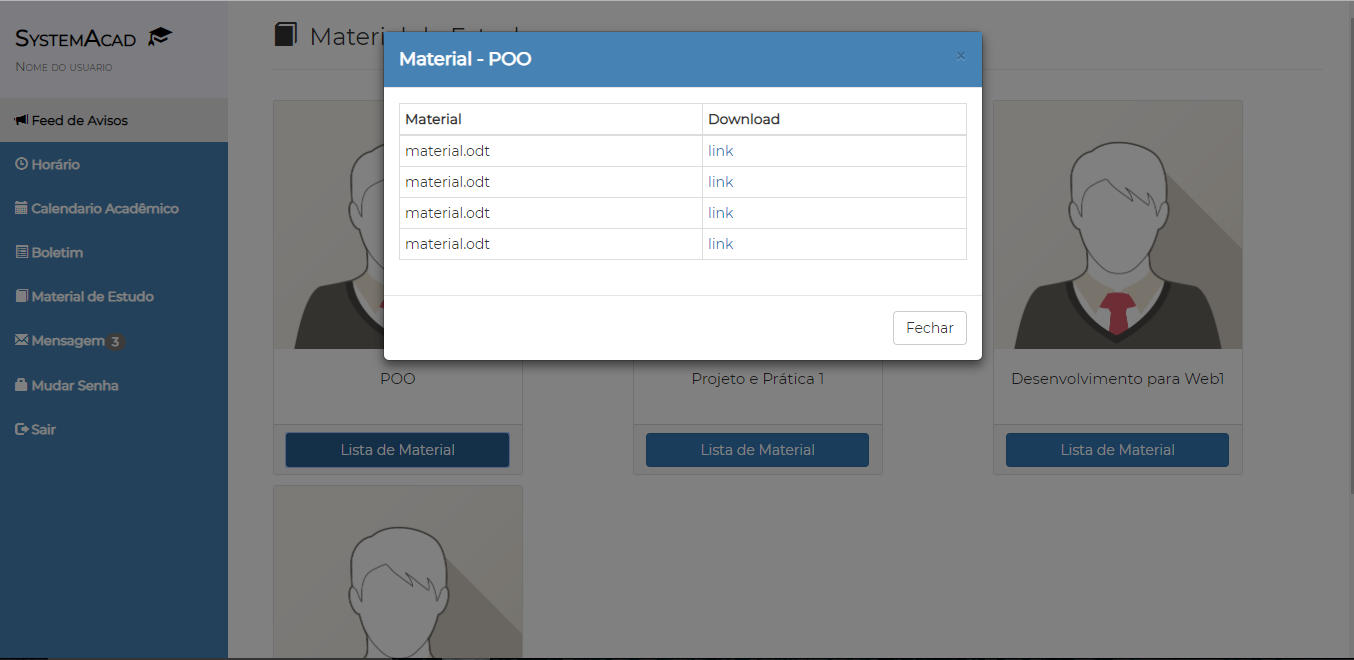 SystemAcad
Nome do usuario
Feed de Avisos
Horário
Calendario Acadêmico
Boletim
Material de Estudo
Mensagem 3
Mudar Senha
Sair
Material - POO
×
Material Download
material.odt link
material.odt link
material.odt link
material.odt link
Fechar
POO
Projeto e Prática 1
Desenvolvimento para Web1
Lista de Material
Lista de Material
Lista de Material